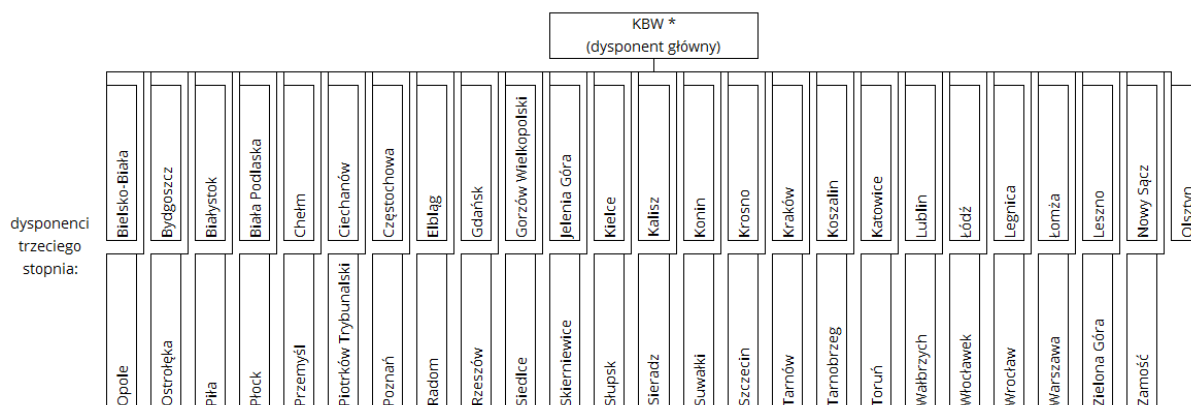 KBW *
(dysponent główny)
dysponenci
trzeciego
stopnia:
Bielsko-Biała
Bydgoszcz
Białystok
Biała Podlaska
Chełm
Ciechanów
Częstochowa
Elbląg
Gdańsk
Gorzów Wielkopolski
Jelenia Góra
Kielce
Kalisz
Konin
Krosno
Kraków
Koszalin
Katowice
Lublin
Łódź
Legnica
Łomża
Leszno
Nowy Sącz
Olsztyn
Opole
Ostrołęka
Piła
Płock
Przemyśl
Piotrków Trybunalski
Poznań
Radom
Rzeszów
Siedlce
Skierniewice
Słupsk
Sieradz
Suwałki
Szczecin
Tarnów
Tarnobrzeg
Toruń
Wałbrzych
Włocławek
Wrocław
Warszawa
Zielona Góra
Zamość